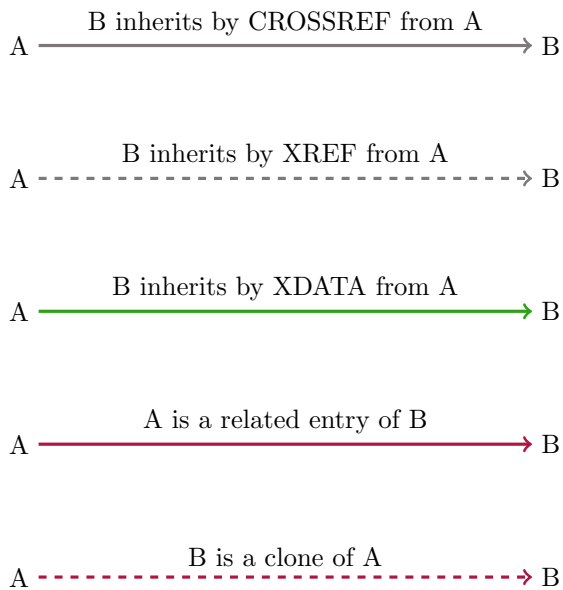 B inherits by CROSSREF from A
A B
B inherits by XREF from A
A B
B inherits by XDATA from A
A B
A is a related entry of B
A B
B is a clone of A
A B